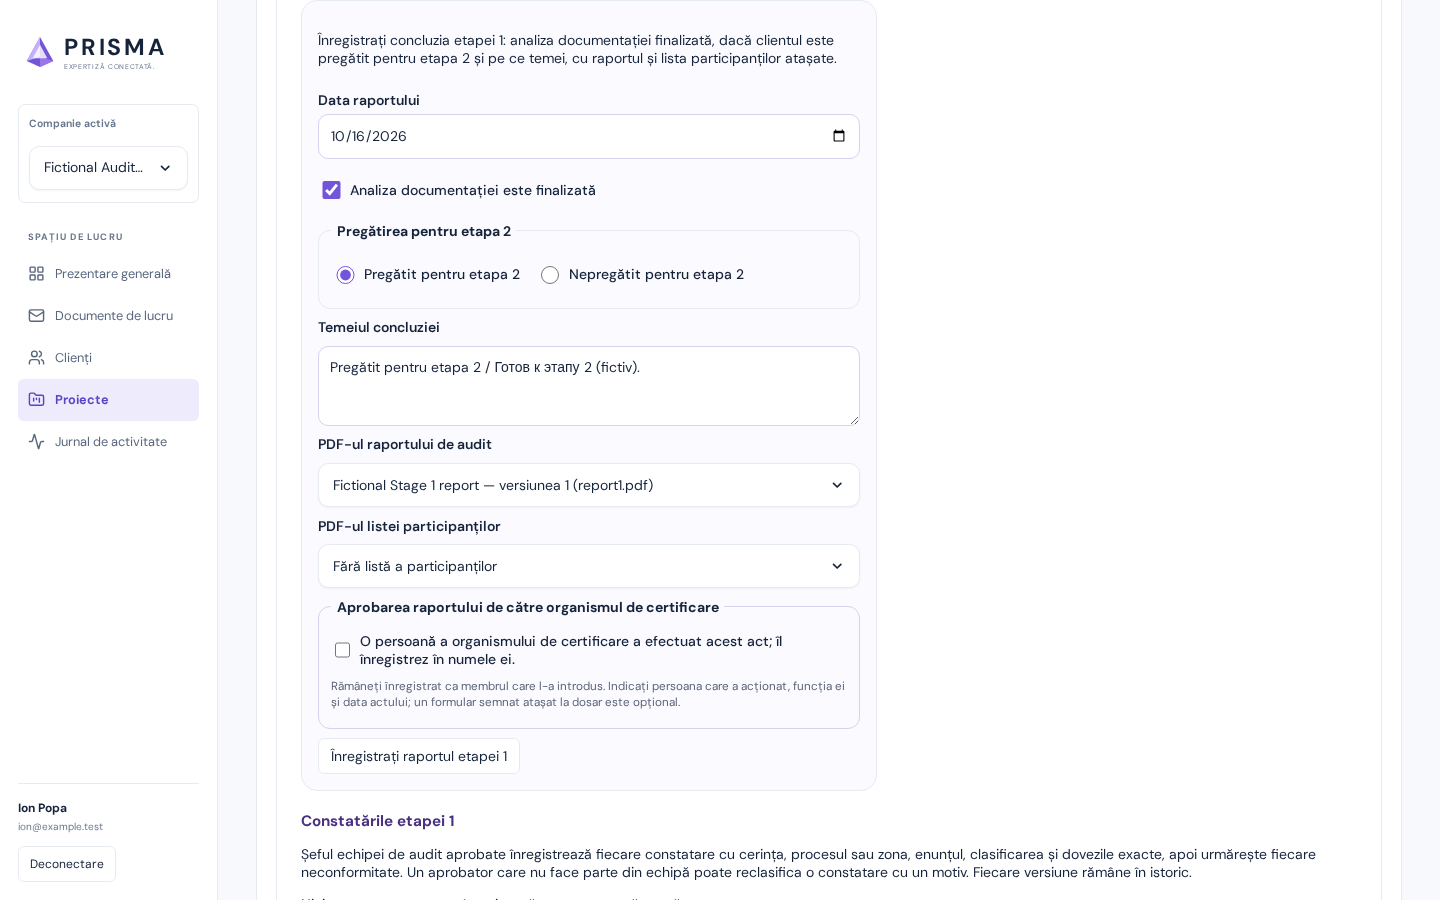 PRISMA
EXPERTIZĂ CONECTATĂ.
Companie activă
Fictional Audit...
SPAȚIU DE LUCRU
Prezentare generală
Documente de lucru
Clienți
Proiecte
Jurnal de activitate
Ion Popa
ion@example.test
Deconectare
Înregistrați concluzia etapei 1: analiza documentației finalizată, dacă clientul este
pregătit pentru etapa 2 și pe ce temei, cu raportul și lista participanților atașate.
Data raportului
10/16/2026
Analiza documentației este finalizată
Pregătirea pentru etapa 2
Pregătit pentru etapa 2
Nepregătit pentru etapa 2
Temeiul concluziei
Pregătit pentru etapa 2 / Готов к этапу 2 (fictiv).
PDF-ul raportului de audit
Fictional Stage 1 report — versiunea 1 (report1.pdf)
PDF-ul listei participanților
Fără listă a participanților
Aprobarea raportului de către organismul de certificare
O persoană a organismului de certificare a efectuat acest act; îl
înregistrez în numele ei.
Rămâneți înregistrat ca membrul care l-a introdus. Indicați persoana care a acționat, funcția ei
și data actului; un formular semnat atașat la dosar este opțional.
Înregistrați raportul etapei 1
Constatările etapei 1
Șeful echipei de audit aprobate înregistrează fiecare constatare cu cerința, procesul sau zona, enunțul, clasificarea și dovezile exacte, apoi urmărește fiecare
neconformitate. Un aprobator care nu face parte din echipă poate reclasifica o constatare cu un motiv. Fiecare versiune rămâne în istoric.